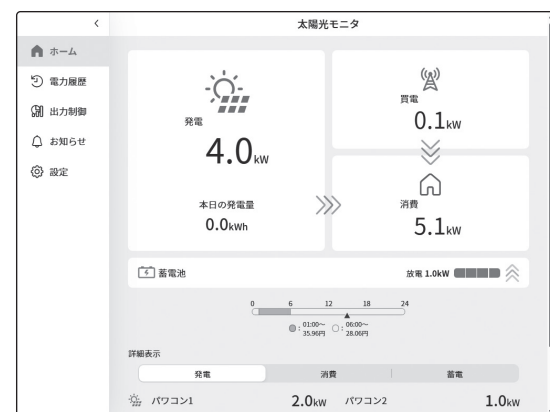 太陽光モニタ
ホーム
電力履歴
出力制御
お知らせ
設定
発電
4.0kW
本日の発電量
0.0kWh
買電
0.1kW
消費
5.1kW
蓄電池
放電 1.0kW
0 6 12 18 24
: 01:00～ : 06:00～
35.96円 28.06円
詳細表示
発電 消費 蓄電
パワコン1 2.0kW パワコン2 1.0kW